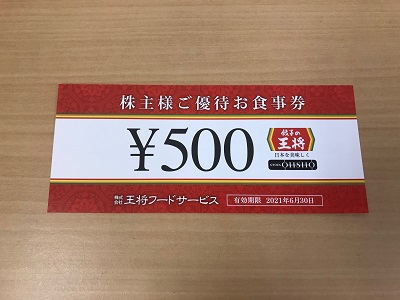 株主様ご優待お食事券
¥500
餃子の
王将
日本を美味しく
OHSHO
株式会社 王将フードサービス
有効期限 2021年6月30日